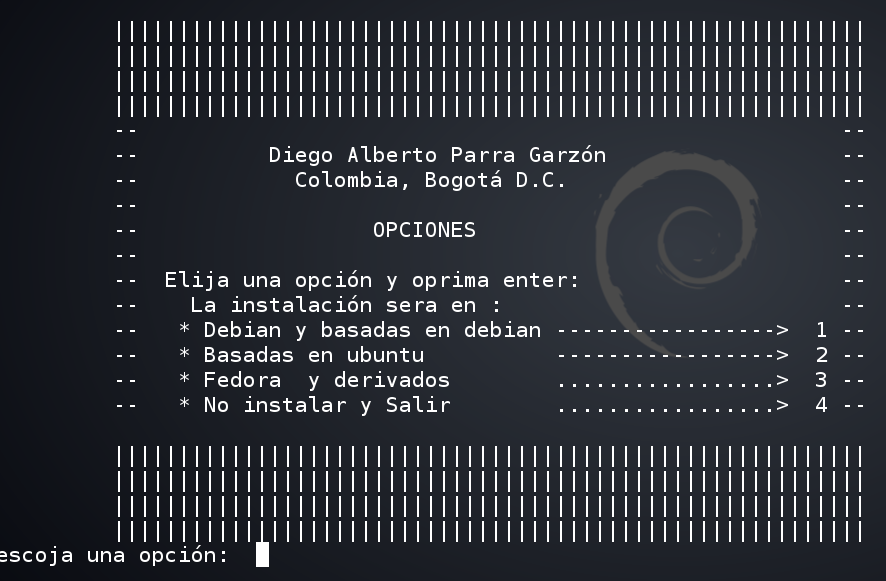 ||||||||||||||||||||||||||||||||||||||||||||||||||||||||||
||||||||||||||||||||||||||||||||||||||||||||||||||||||||||
||||||||||||||||||||||||||||||||||||||||||||||||||||||||||
||||||||||||||||||||||||||||||||||||||||||||||||||||||||||
-- --
-- Diego Alberto Parra Garzón --
-- Colombia, Bogotá D.C. --
-- --
-- OPCIONES --
-- --
-- Elija una opción y oprima enter: --
-- La instalación sera en : --
-- * Debian y basadas en debian -----------------> 1 --
-- * Basadas en ubuntu -----------------> 2 --
-- * Fedora  y derivados .................> 3 --
-- * No instalar y Salir .................> 4 --
||||||||||||||||||||||||||||||||||||||||||||||||||||||||||
||||||||||||||||||||||||||||||||||||||||||||||||||||||||||
||||||||||||||||||||||||||||||||||||||||||||||||||||||||||
||||||||||||||||||||||||||||||||||||||||||||||||||||||||||
escoja una opción: